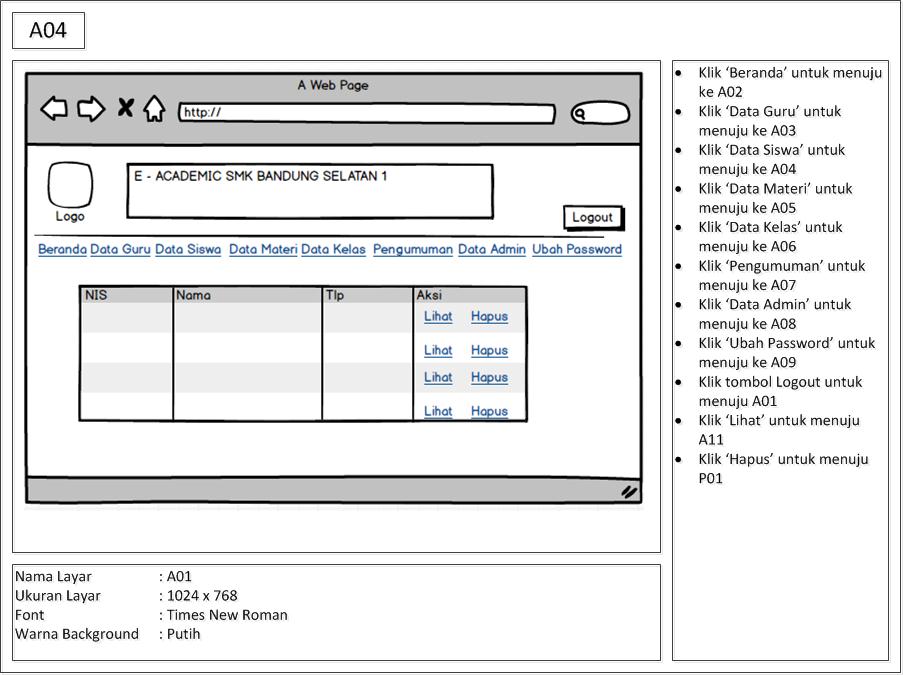 A04
A Web Page
http://
E - ACADEMIC SMK BANDUNG SELATAN 1
Logo
Logout
Beranda Data Guru Data Siswa Data Materi Data Kelas Pengumuman Data Admin Ubah Password
NIS Nama Tlp Aksi
Lihat Hapus
Lihat Hapus
Lihat Hapus
Lihat Hapus
• Klik ‘Beranda’ untuk menuju
ke A02
• Klik ‘Data Guru’ untuk
menuju ke A03
• Klik ‘Data Siswa’ untuk
menuju ke A04
• Klik ‘Data Materi’ untuk
menuju ke A05
• Klik ‘Data Kelas’ untuk
menuju ke A06
• Klik ‘Pengumuman’ untuk
menuju ke A07
• Klik ‘Data Admin’ untuk
menuju ke A08
• Klik ‘Ubah Password’ untuk
menuju ke A09
• Klik tombol Logout untuk
menuju A01
• Klik ‘Lihat’ untuk menuju
A11
• Klik ‘Hapus’ untuk menuju
P01
Nama Layar : A01
Ukuran Layar : 1024 x 768
Font : Times New Roman
Warna Background : Putih